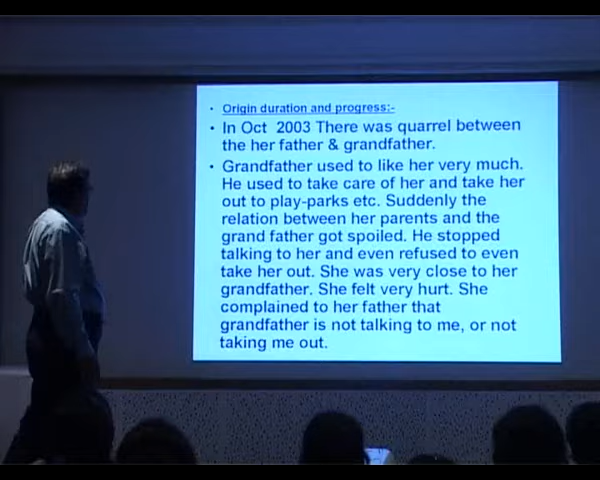 • Origin duration and progress:-
• In Oct 2003 There was quarrel between
the her father & grandfather.
• Grandfather used to like her very much.
He used to take care of her and take her
out to play-parks etc. Suddenly the
relation between her parents and the
grand father got spoiled. He stopped
talking to her and even refused to even
take her out. She was very close to her
grandfather. She felt very hurt. She
complained to her father that
grandfather is not talking to me, or not
taking me out.